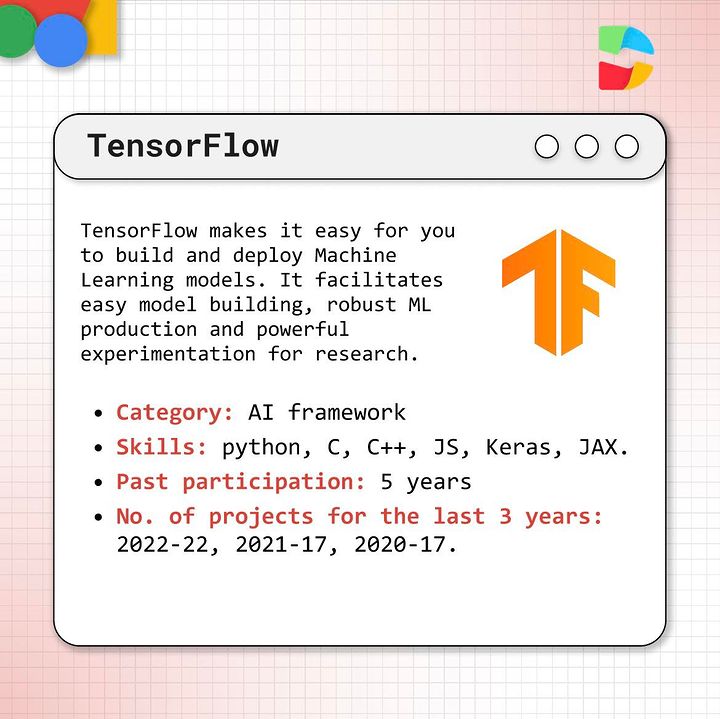 TensorFlow
TensorFlow makes it easy for you
to build and deploy Machine
Learning models. It facilitates
easy model building, robust ML
production and powerful
experimentation for research.
• Category: AI framework
• Skills: python, C, C++, JS, Keras, JAX.
• Past participation: 5 years
• No. of projects for the last 3 years:
2022-22, 2021-17, 2020-17.